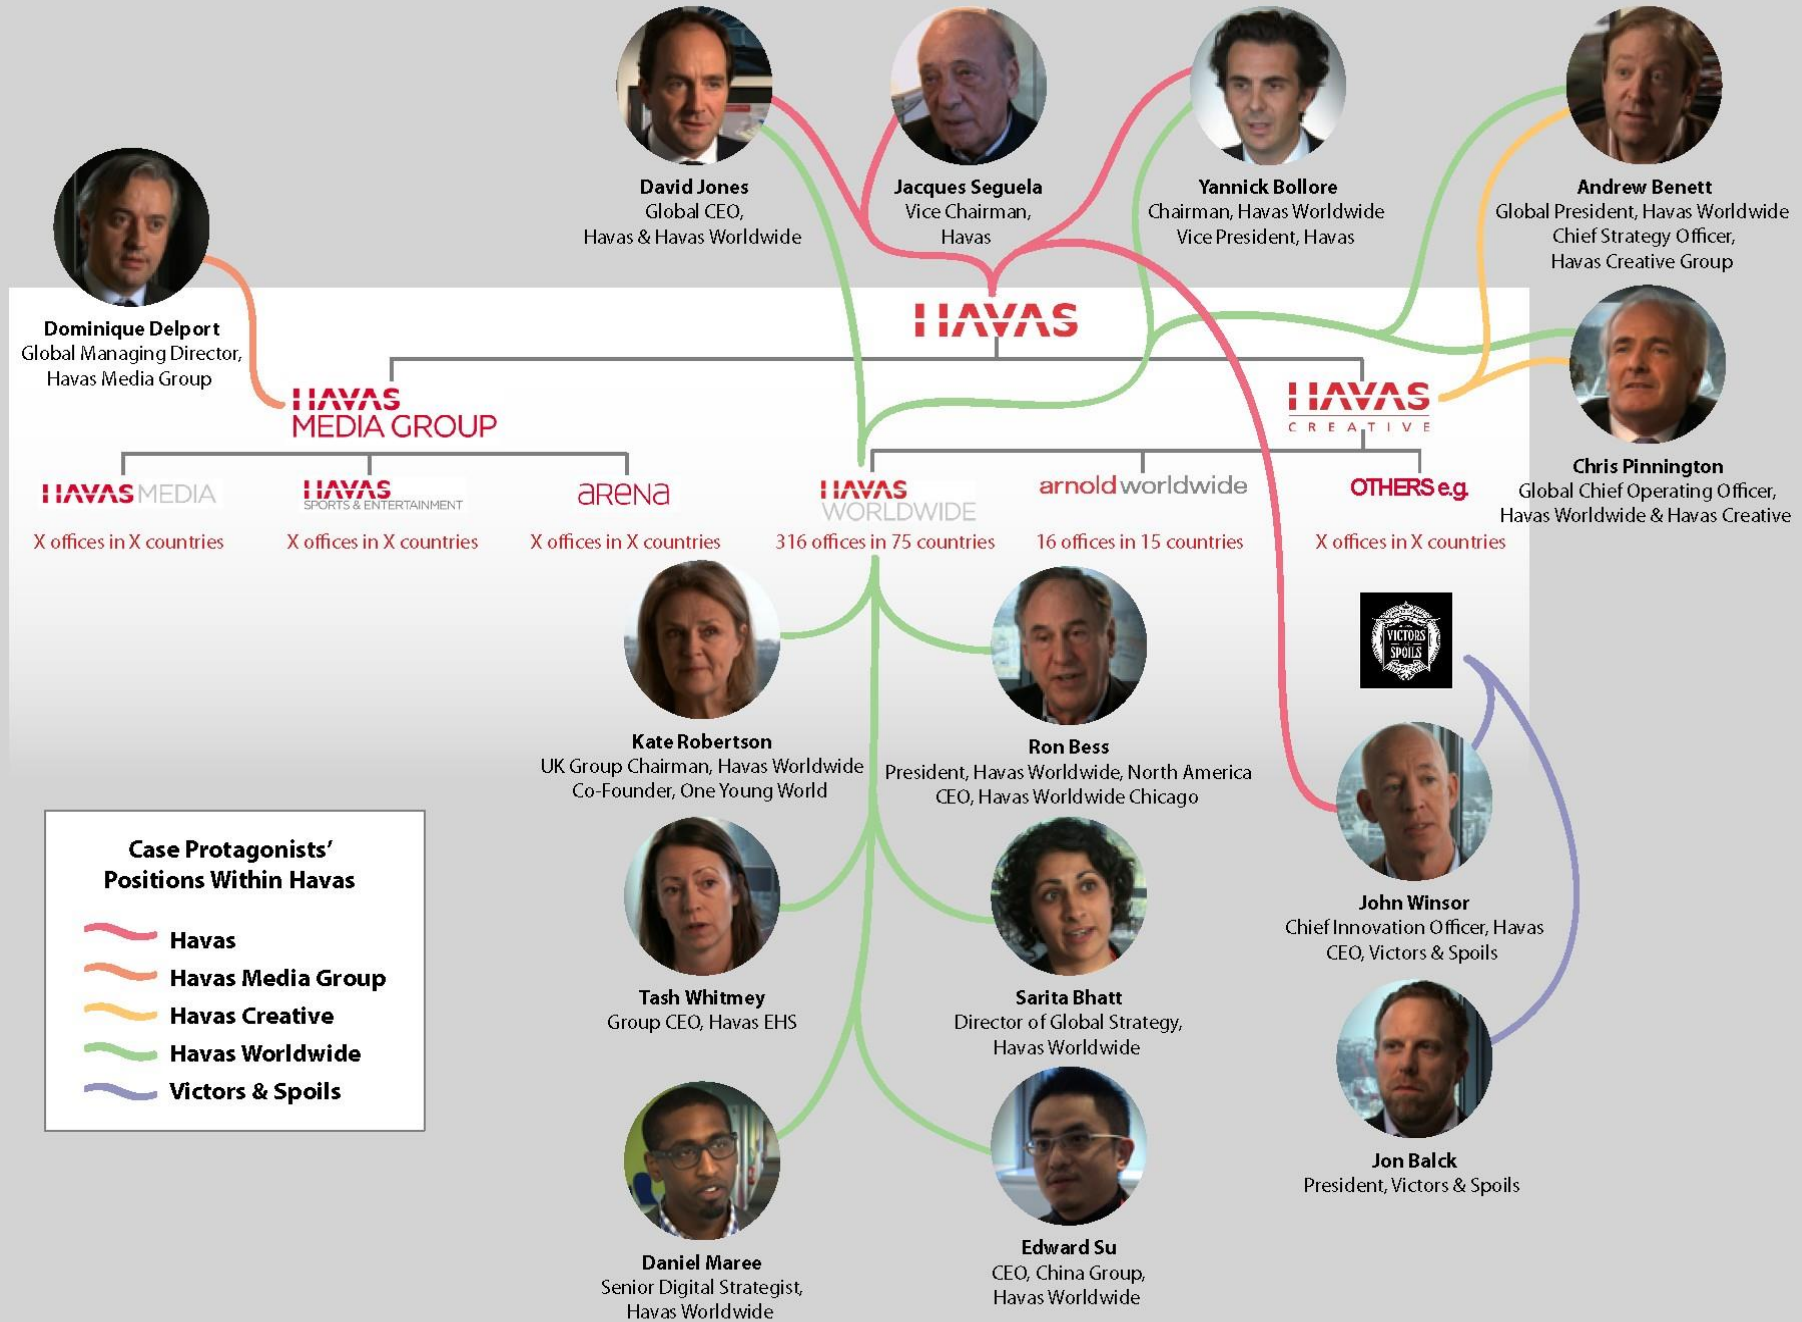 David Jones
Global CEO,
Havas & Havas Worldwide
Jacques Seguela
Vice Chairman,
Havas
Yannick Bollore
Chairman, Havas Worldwide
Vice President, Havas
Andrew Benett
Global President, Havas Worldwide
Chief Strategy Officer,
Havas Creative Group
Dominique Delport
Global Managing Director,
Havas Media Group
HAVAS
Chris Pinnington
Global Chief Operating Officer,
Havas Worldwide & Havas Creative
HAVAS
MEDIA GROUP
HAVAS
CREATIVE
HAVAS MEDIA
HAVAS
SPORTS & ENTERTAINMENT
arena
HAVAS
WORLDWIDE
arnold worldwide
OTHERS e.g.
X offices in X countries
X offices in X countries
X offices in X countries
316 offices in 75 countries
16 offices in 15 countries
X offices in X countries
VICTORS
SPOILS
Kate Robertson
UK Group Chairman, Havas Worldwide
Co-Founder, One Young World
Ron Bess
President, Havas Worldwide, North America
CEO, Havas Worldwide Chicago
Tash Whitmey
Group CEO, Havas EHS
Sarita Bhatt
Director of Global Strategy,
Havas Worldwide
John Winsor
Chief Innovation Officer, Havas
CEO, Victors & Spoils
Daniel Maree
Senior Digital Strategist,
Havas Worldwide
Edward Su
CEO, China Group,
Havas Worldwide
Jon Balck
President, Victors & Spoils
Case Protagonists’
Positions Within Havas
Havas
Havas Media Group
Havas Creative
Havas Worldwide
Victors & Spoils